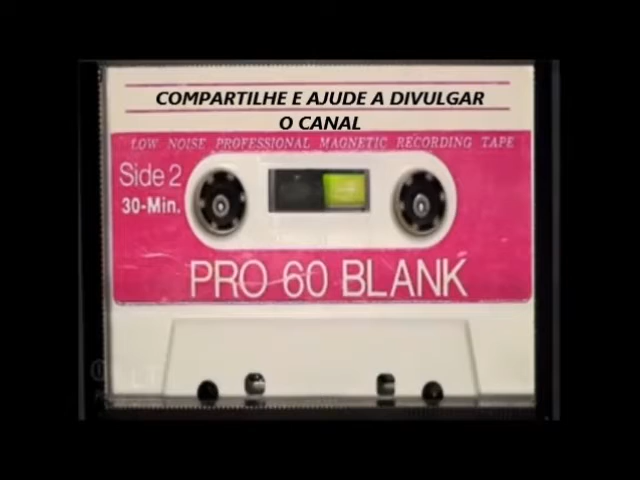 COMPARTILHE E AJUDE A DIVULGAR
O CANAL
LOW NOISE PROFESSIONAL MAGNETIC RECORDING TAPE
Side 2
30-Min.
PRO 60 BLANK